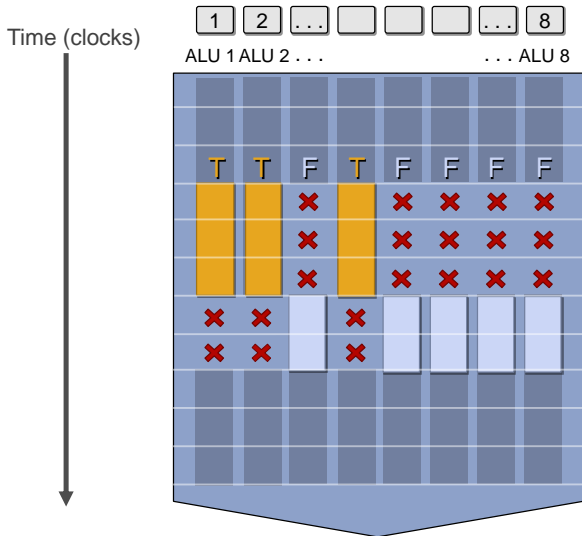 1 2 . . . . . . 8
Time (clocks)
ALU 1 ALU 2 . . . . . . ALU 8
T T F T F F F F